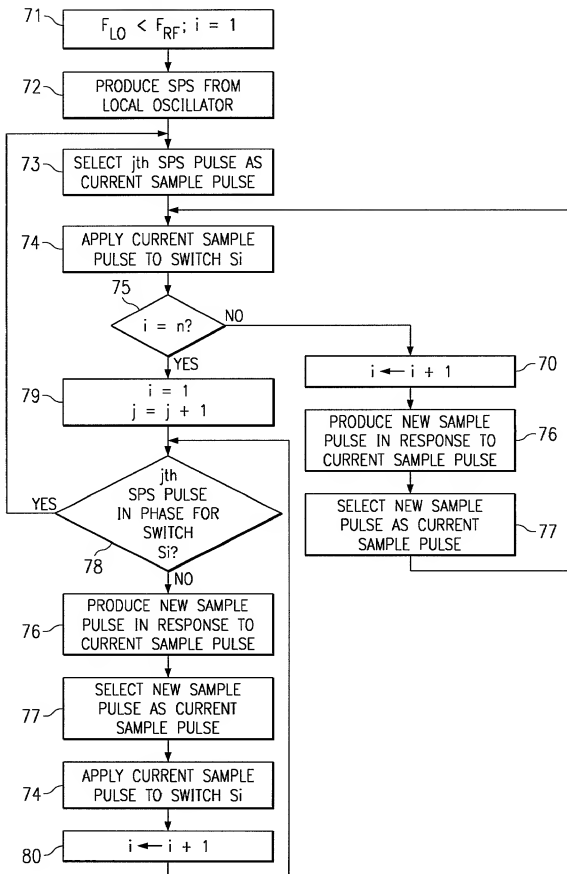 71
F_LO < F_RF; i = 1
72
PRODUCE SPS FROM
LOCAL OSCILLATOR
73
SELECT jth SPS PULSE AS
CURRENT SAMPLE PULSE
74
APPLY CURRENT SAMPLE
PULSE TO SWITCH Si
75
i = n?
NO
YES
79
i = 1
j = j + 1
jth
SPS PULSE
IN PHASE FOR
SWITCH
Si?
YES
78
NO
76
PRODUCE NEW SAMPLE
PULSE IN RESPONSE TO
CURRENT SAMPLE PULSE
77
SELECT NEW SAMPLE
PULSE AS CURRENT
SAMPLE PULSE
74
APPLY CURRENT SAMPLE
PULSE TO SWITCH Si
80
i ← i + 1
i ← i + 1
70
PRODUCE NEW SAMPLE
PULSE IN RESPONSE TO
CURRENT SAMPLE PULSE
76
SELECT NEW SAMPLE
PULSE AS CURRENT
SAMPLE PULSE
77